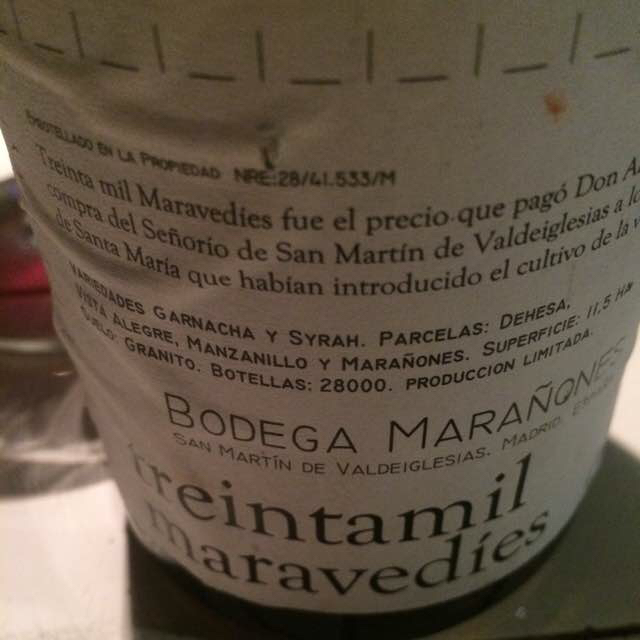 EMBOTELLADO EN LA PROPIEDAD NRE:28/41.533/M
Treinta mil Maravedíes fue el precio que pagó Don
compra del Señorío de San Martín de Valdeiglesias a
de Santa María que habían introducido el cultivo de la
VARIEDADES GARNACHA Y SYRAH. PARCELAS: DEHESA,
VISTA ALEGRE, MANZANILLO Y MARAÑONES. SUPERFICIE: 11,5 Ha
SUELO: GRANITO. BOTELLAS: 28000. PRODUCCION LIMITADA.
BODEGA MARAÑONES
SAN MARTÍN DE VALDEIGLESIAS. MADRID. ESPAÑA
treintamil
maravedíes